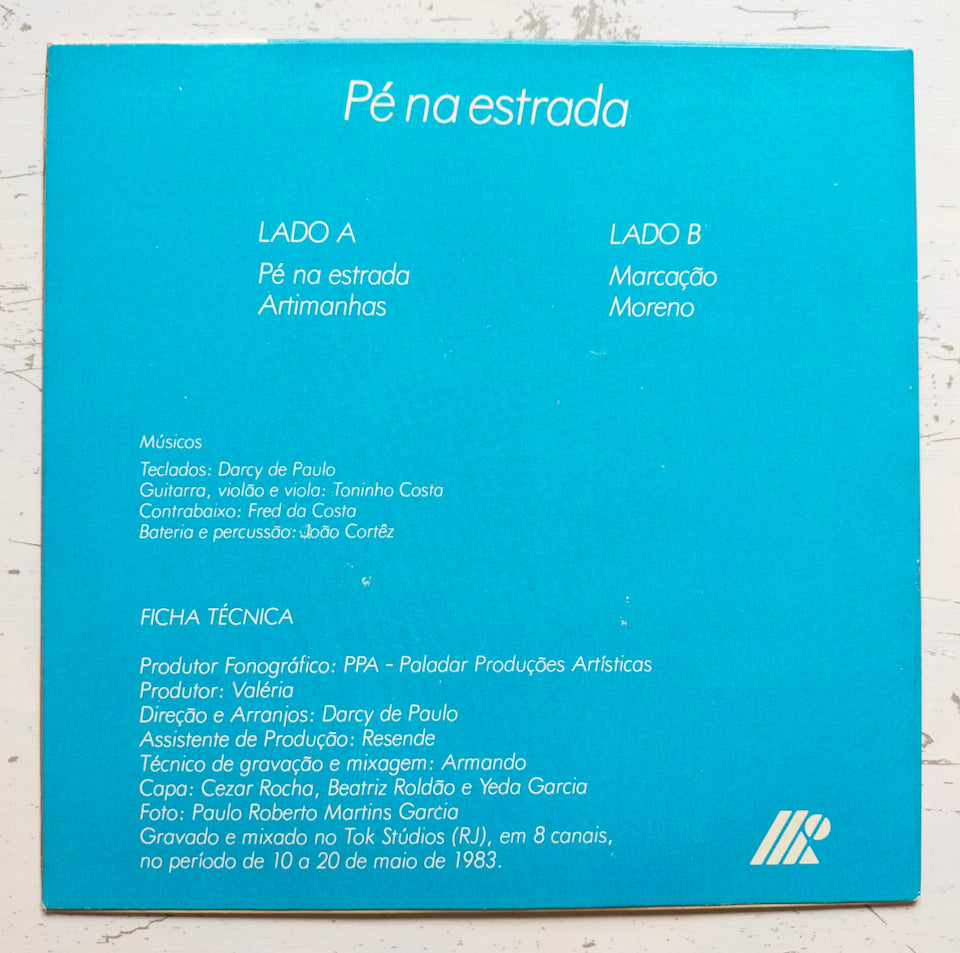 Pé na estrada
LADO A
Pé na estrada
Artimanhas
LADO B
Marcação
Moreno
Músicos
Teclados: Darcy de Paulo
Guitarra, violão e viola: Toninho Costa
Contrabaixo: Fred da Costa
Bateria e percussão: João Cortêz
FICHA TÉCNICA
Produtor Fonográfico: PPA - Paladar Produções Artísticas
Produtor: Valéria
Direção e Arranjos: Darcy de Paulo
Assistente de Produção: Resende
Técnico de gravação e mixagem: Armando
Capa: Cezar Rocha, Beatriz Roldão e Yeda Garcia
Foto: Paulo Roberto Martins Garcia
Gravado e mixado no Tok Stúdios (RJ), em 8 canais,
no período de 10 a 20 de maio de 1983.